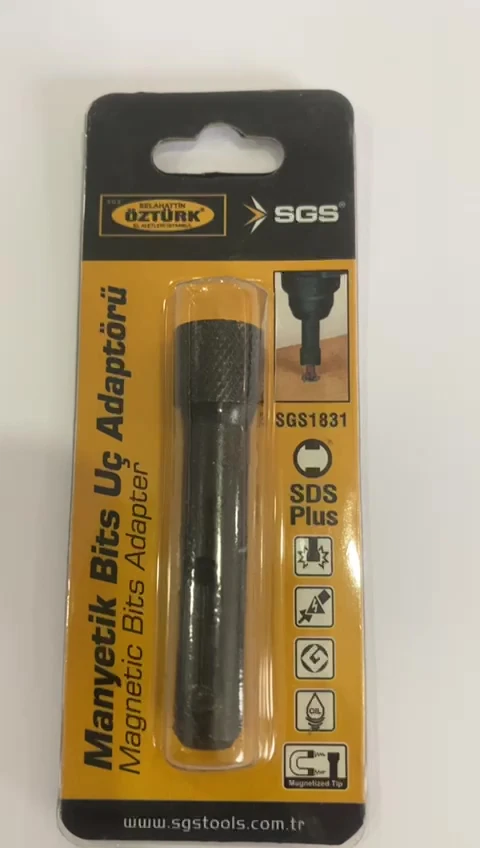 SELAHATTİN
ÖZTÜRK
EL ALETLERİ İSTANBUL
SGS
Manyetik Bits Uç Adaptörü
Magnetic Bits Adapter
SGS1831
SDS
Plus
OIL
Magnetized Tip
www.sgstools.com.tr